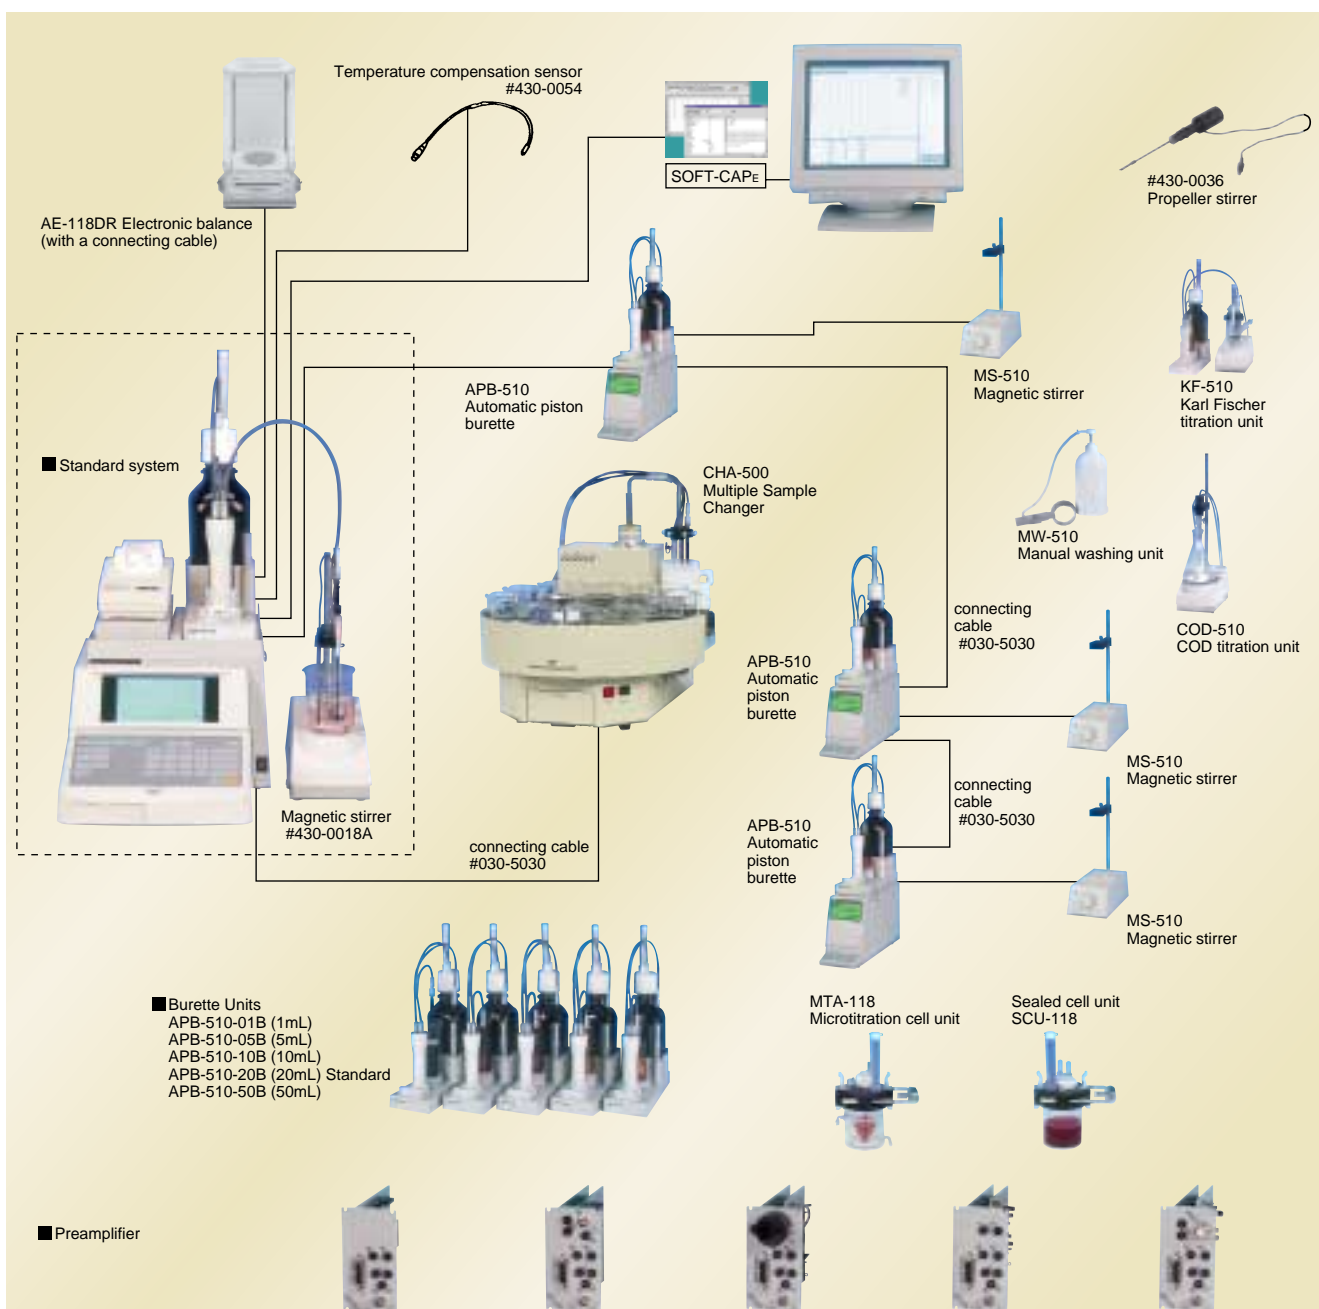 Temperature compensation sensor
#430-0054
SOFT-CAPE
#430-0036
Propeller stirrer
AE-118DR Electronic balance
(with a connecting cable)
APB-510
Automatic piston
burette
MS-510
Magnetic stirrer
KF-510
Karl Fischer
titration unit
Standard system
CHA-500
Multiple Sample
Changer
MW-510
Manual washing unit
connecting
cable
#030-5030
COD-510
COD titration unit
APB-510
Automatic
piston
burette
MS-510
Magnetic stirrer
Magnetic stirrer
#430-0018A
connecting
cable
#030-5030
connecting cable
#030-5030
APB-510
Automatic
piston
burette
MS-510
Magnetic stirrer
Burette Units
APB-510-01B (1mL)
APB-510-05B (5mL)
APB-510-10B (10mL)
APB-510-20B (20mL) Standard
APB-510-50B (50mL)
MTA-118
Microtitration cell unit
Sealed cell unit
SCU-118
Preamplifier